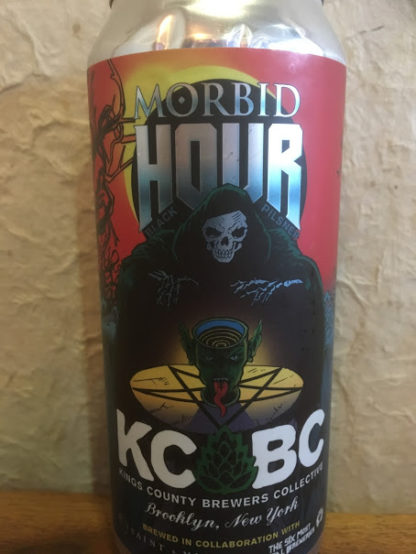 MORBID
HOUR
BLACK PILSNER
KC BC
KINGS COUNTY BREWERS COLLECTIVE
Brooklyn, New York
BREWED IN COLLABORATION WITH